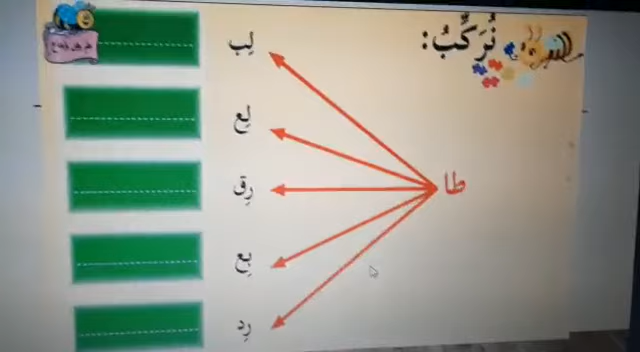 نُرَكِّبُ:
لِب
لِع
طا
رِق
بِع
رِد